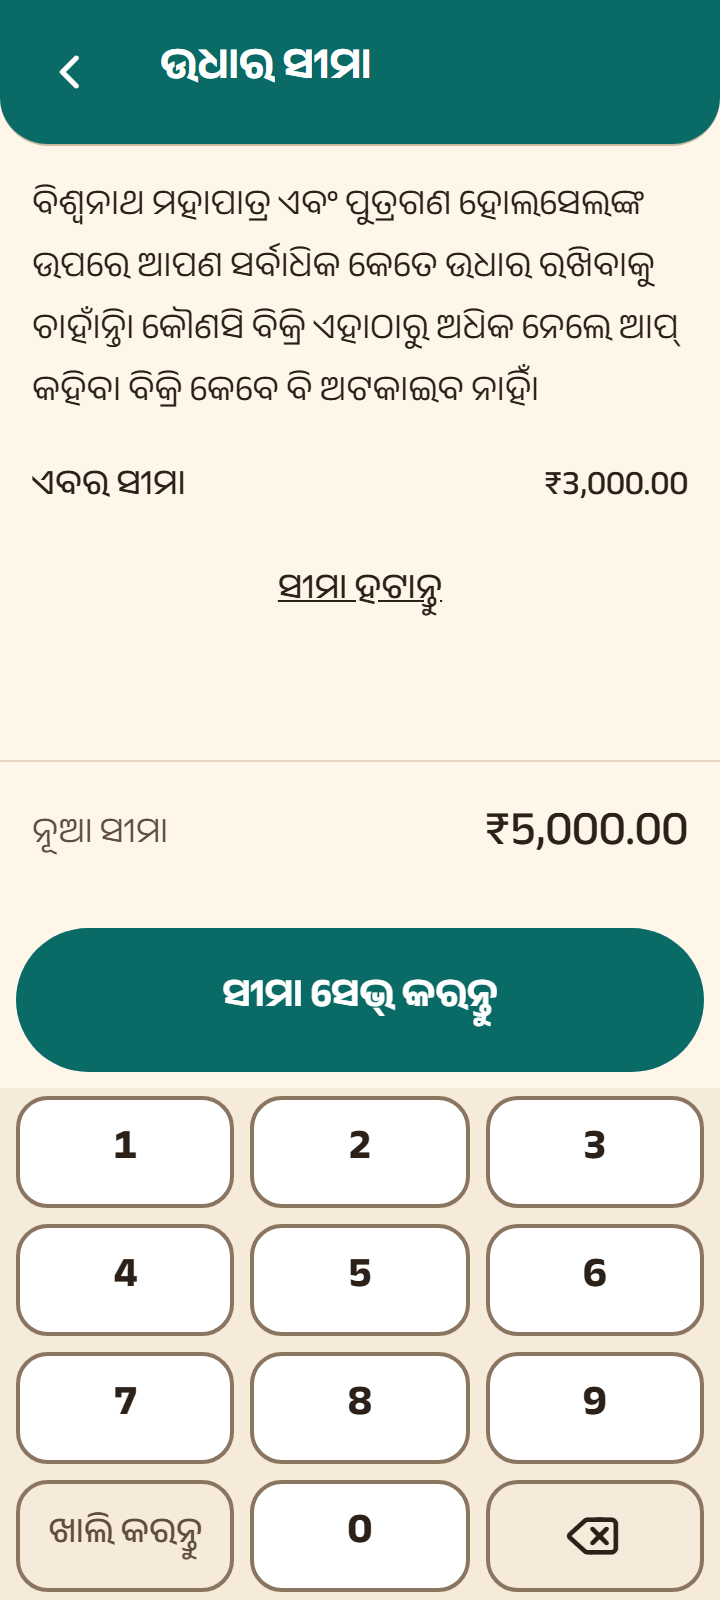 ଉଧାର ସୀମା
ବିଶ୍ୱନାଥ ମହାପାତ୍ର ଏବଂ ପୁତ୍ରଗଣ ହୋଲସେଲଙ୍କ
ଉପରେ ଆପଣ ସର୍ବାଧିକ କେତେ ଉଧାର ରଖିବାକୁ
ଚାହାଁନ୍ତି। କୌଣସି ବିକ୍ରି ଏହାଠାରୁ ଅଧିକ ନେଲେ ଆପ୍
କହିବ। ବିକ୍ରି କେବେ ବି ଅଟକାଇବ ନାହିଁ।
ଏବର ସୀମା ₹3,000.00
ସୀମା ହଟାନ୍ତୁ
ନୂଆ ସୀମା ₹5,000.00
ସୀମା ସେଭ୍ କରନ୍ତୁ
1 2 3
4 5 6
7 8 9
ଖାଲି କରନ୍ତୁ 0